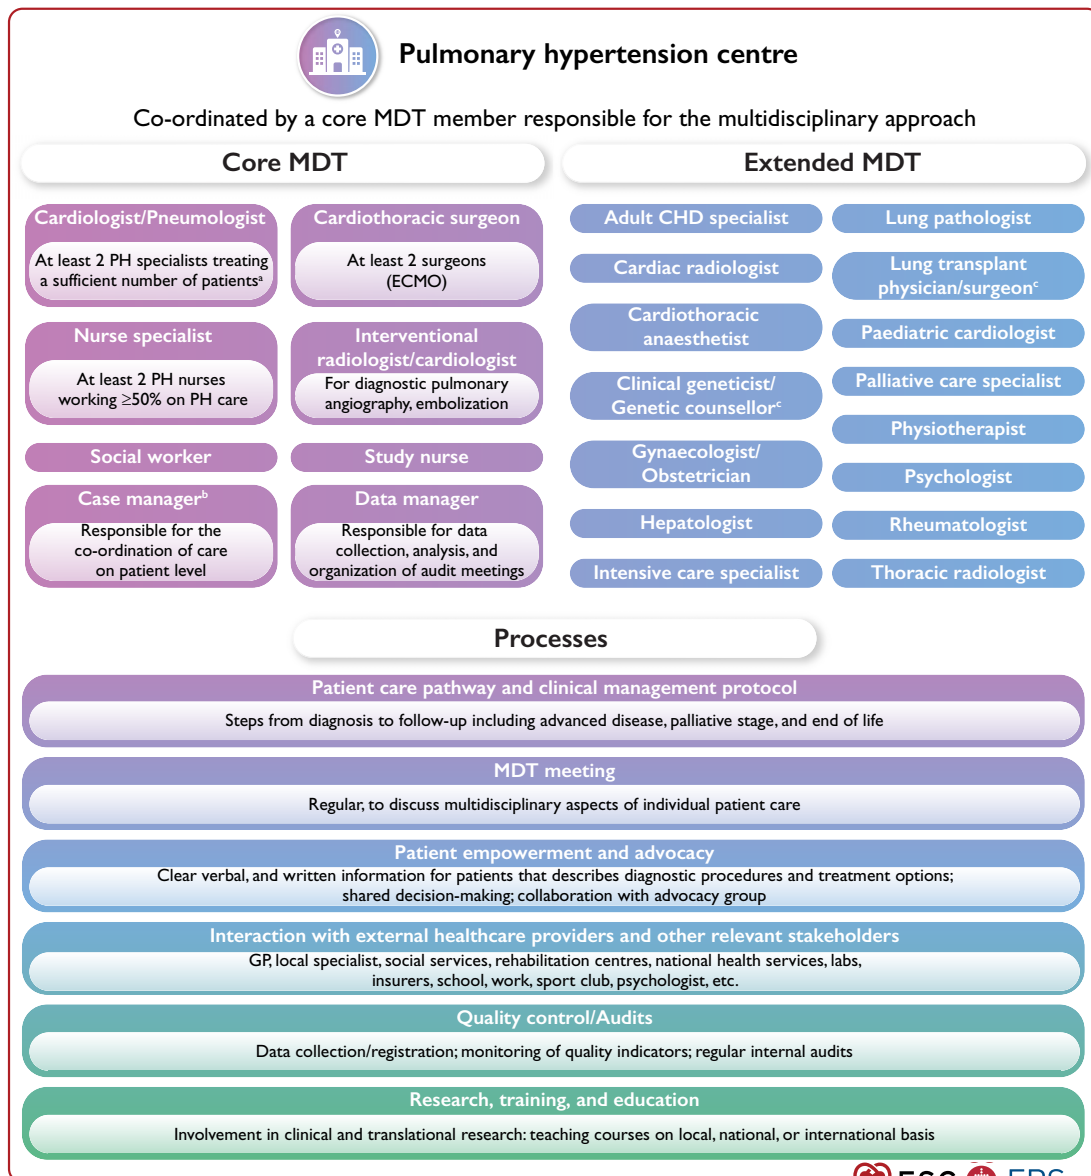 Pulmonary hypertension centre
Co-ordinated by a core MDT member responsible for the multidisciplinary approach
Core MDT
Cardiologist/Pneumologist
At least 2 PH specialists treating
a sufficient number of patientsᵃ
Cardiothoracic surgeon
At least 2 surgeons
(ECMO)
Nurse specialist
At least 2 PH nurses
working ≥50% on PH care
Interventional
radiologist/cardiologist
For diagnostic pulmonary
angiography, embolization
Social worker
Study nurse
Case managerᵇ
Responsible for the
co-ordination of care
on patient level
Data manager
Responsible for data
collection, analysis, and
organization of audit meetings
Extended MDT
Adult CHD specialist
Cardiac radiologist
Cardiothoracic
anaesthetist
Clinical geneticist/
Genetic counsellorᶜ
Gynaecologist/
Obstetrician
Hepatologist
Intensive care specialist
Lung pathologist
Lung transplant
physician/surgeonᶜ
Paediatric cardiologist
Palliative care specialist
Physiotherapist
Psychologist
Rheumatologist
Thoracic radiologist
Processes
Patient care pathway and clinical management protocol
Steps from diagnosis to follow-up including advanced disease, palliative stage, and end of life
MDT meeting
Regular, to discuss multidisciplinary aspects of individual patient care
Patient empowerment and advocacy
Clear verbal, and written information for patients that describes diagnostic procedures and treatment options;
shared decision-making; collaboration with advocacy group
Interaction with external healthcare providers and other relevant stakeholders
GP, local specialist, social services, rehabilitation centres, national health services, labs,
insurers, school, work, sport club, psychologist, etc.
Quality control/Audits
Data collection/registration; monitoring of quality indicators; regular internal audits
Research, training, and education
Involvement in clinical and translational research: teaching courses on local, national, or international basis
ESC ERS